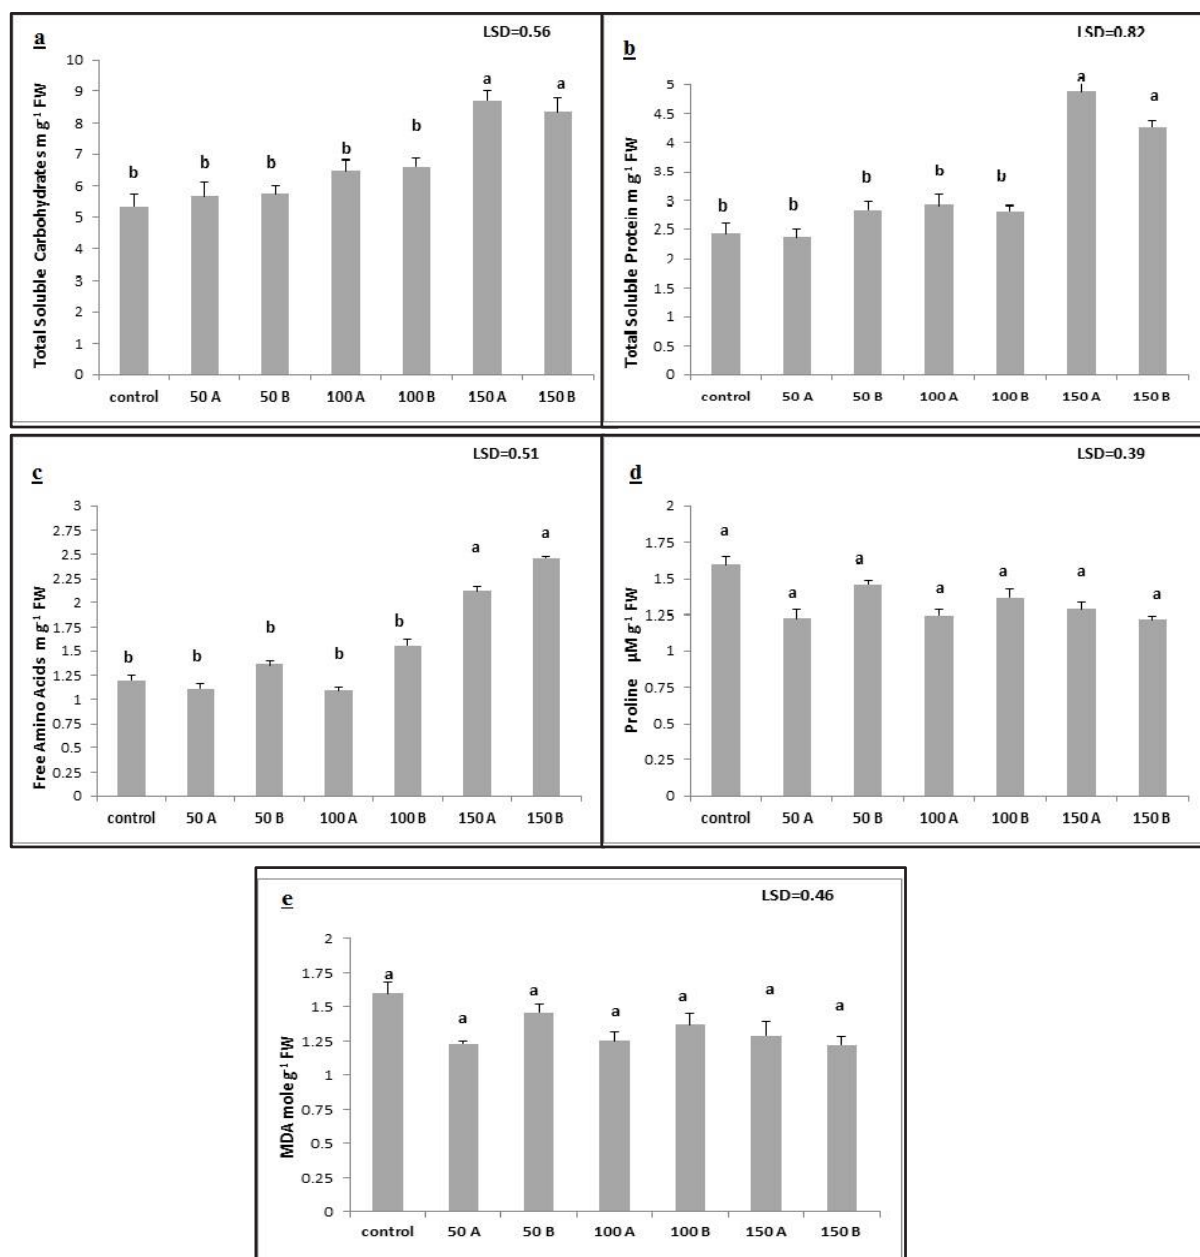 a
LSD=0.56
Total Soluble Carbohydrates m g-1 FW
10
9
8
7
6
5
4
3
2
1
0
b b b b b a a
control 50 A 50 B 100 A 100 B 150 A 150 B
b
LSD=0.82
Total Soluble Protein m g-1 FW
5
4.5
4
3.5
3
2.5
2
1.5
1
0.5
0
b b b b b a a
control 50 A 50 B 100 A 100 B 150 A 150 B
c
LSD=0.51
Free Amino Acids m g-1 FW
3
2.75
2.5
2.25
2
1.75
1.5
1.25
1
0.75
0.5
0.25
0
b b b b b a a
control 50 A 50 B 100 A 100 B 150 A 150 B
d
LSD=0.39
Proline µM g-1 FW
2
1.75
1.5
1.25
1
0.75
0.5
0.25
0
a a a a a a a
control 50 A 50 B 100 A 100 B 150 A 150 B
e
LSD=0.46
MDA mole g-1 FW
2
1.75
1.5
1.25
1
0.75
0.5
0.25
0
a a a a a a a
control 50 A 50 B 100 A 100 B 150 A 150 B